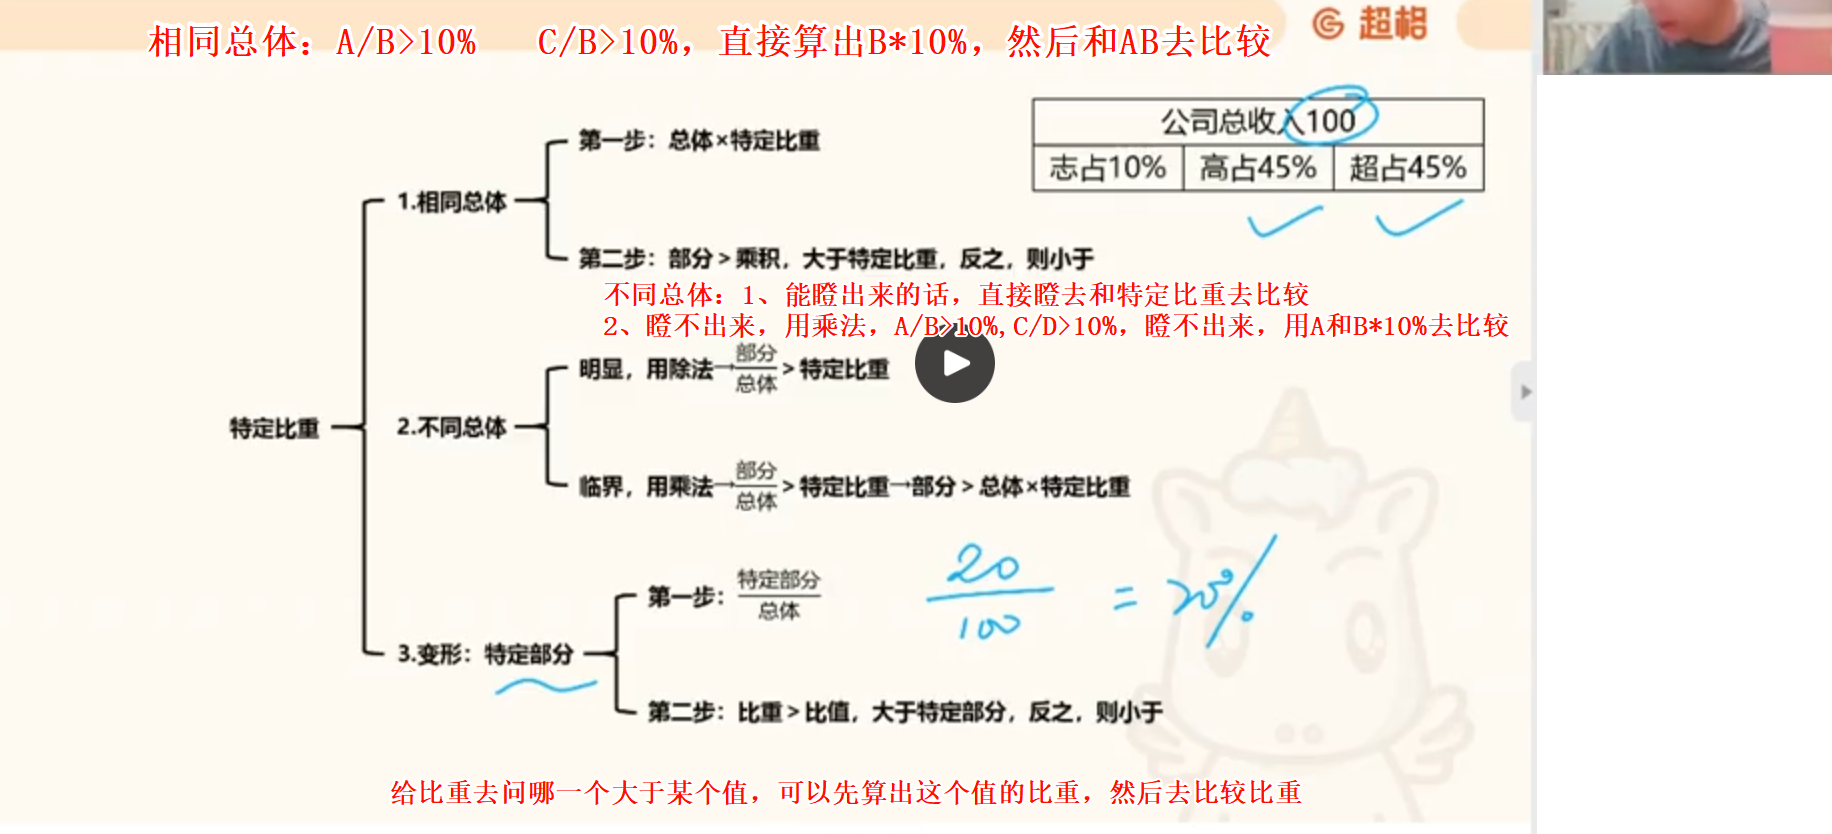 相同总体：A/B>10%   C/B>10%，直接算出B*10%，然后和AB去比较
超格
公司总收入100
志占10% 高占45% 超占45%
第一步：总体×特定比重
1.相同总体
第二步：部分＞乘积，大于特定比重，反之，则小于
不同总体：1、能瞪出来的话，直接瞪去和特定比重去比较
2、瞪不出来，用乘法，A/B>10%,C/D>10%，瞪不出来，用A和B*10%去比较
明显，用除法→部分/总体＞特定比重
特定比重
2.不同总体
临界，用乘法→部分/总体＞特定比重→部分＞总体×特定比重
第一步：特定部分/总体
20/100 = 20%
3.变形：特定部分
第二步：比重＞比值，大于特定部分，反之，则小于
给比重去问哪一个大于某个值，可以先算出这个值的比重，然后去比较比重